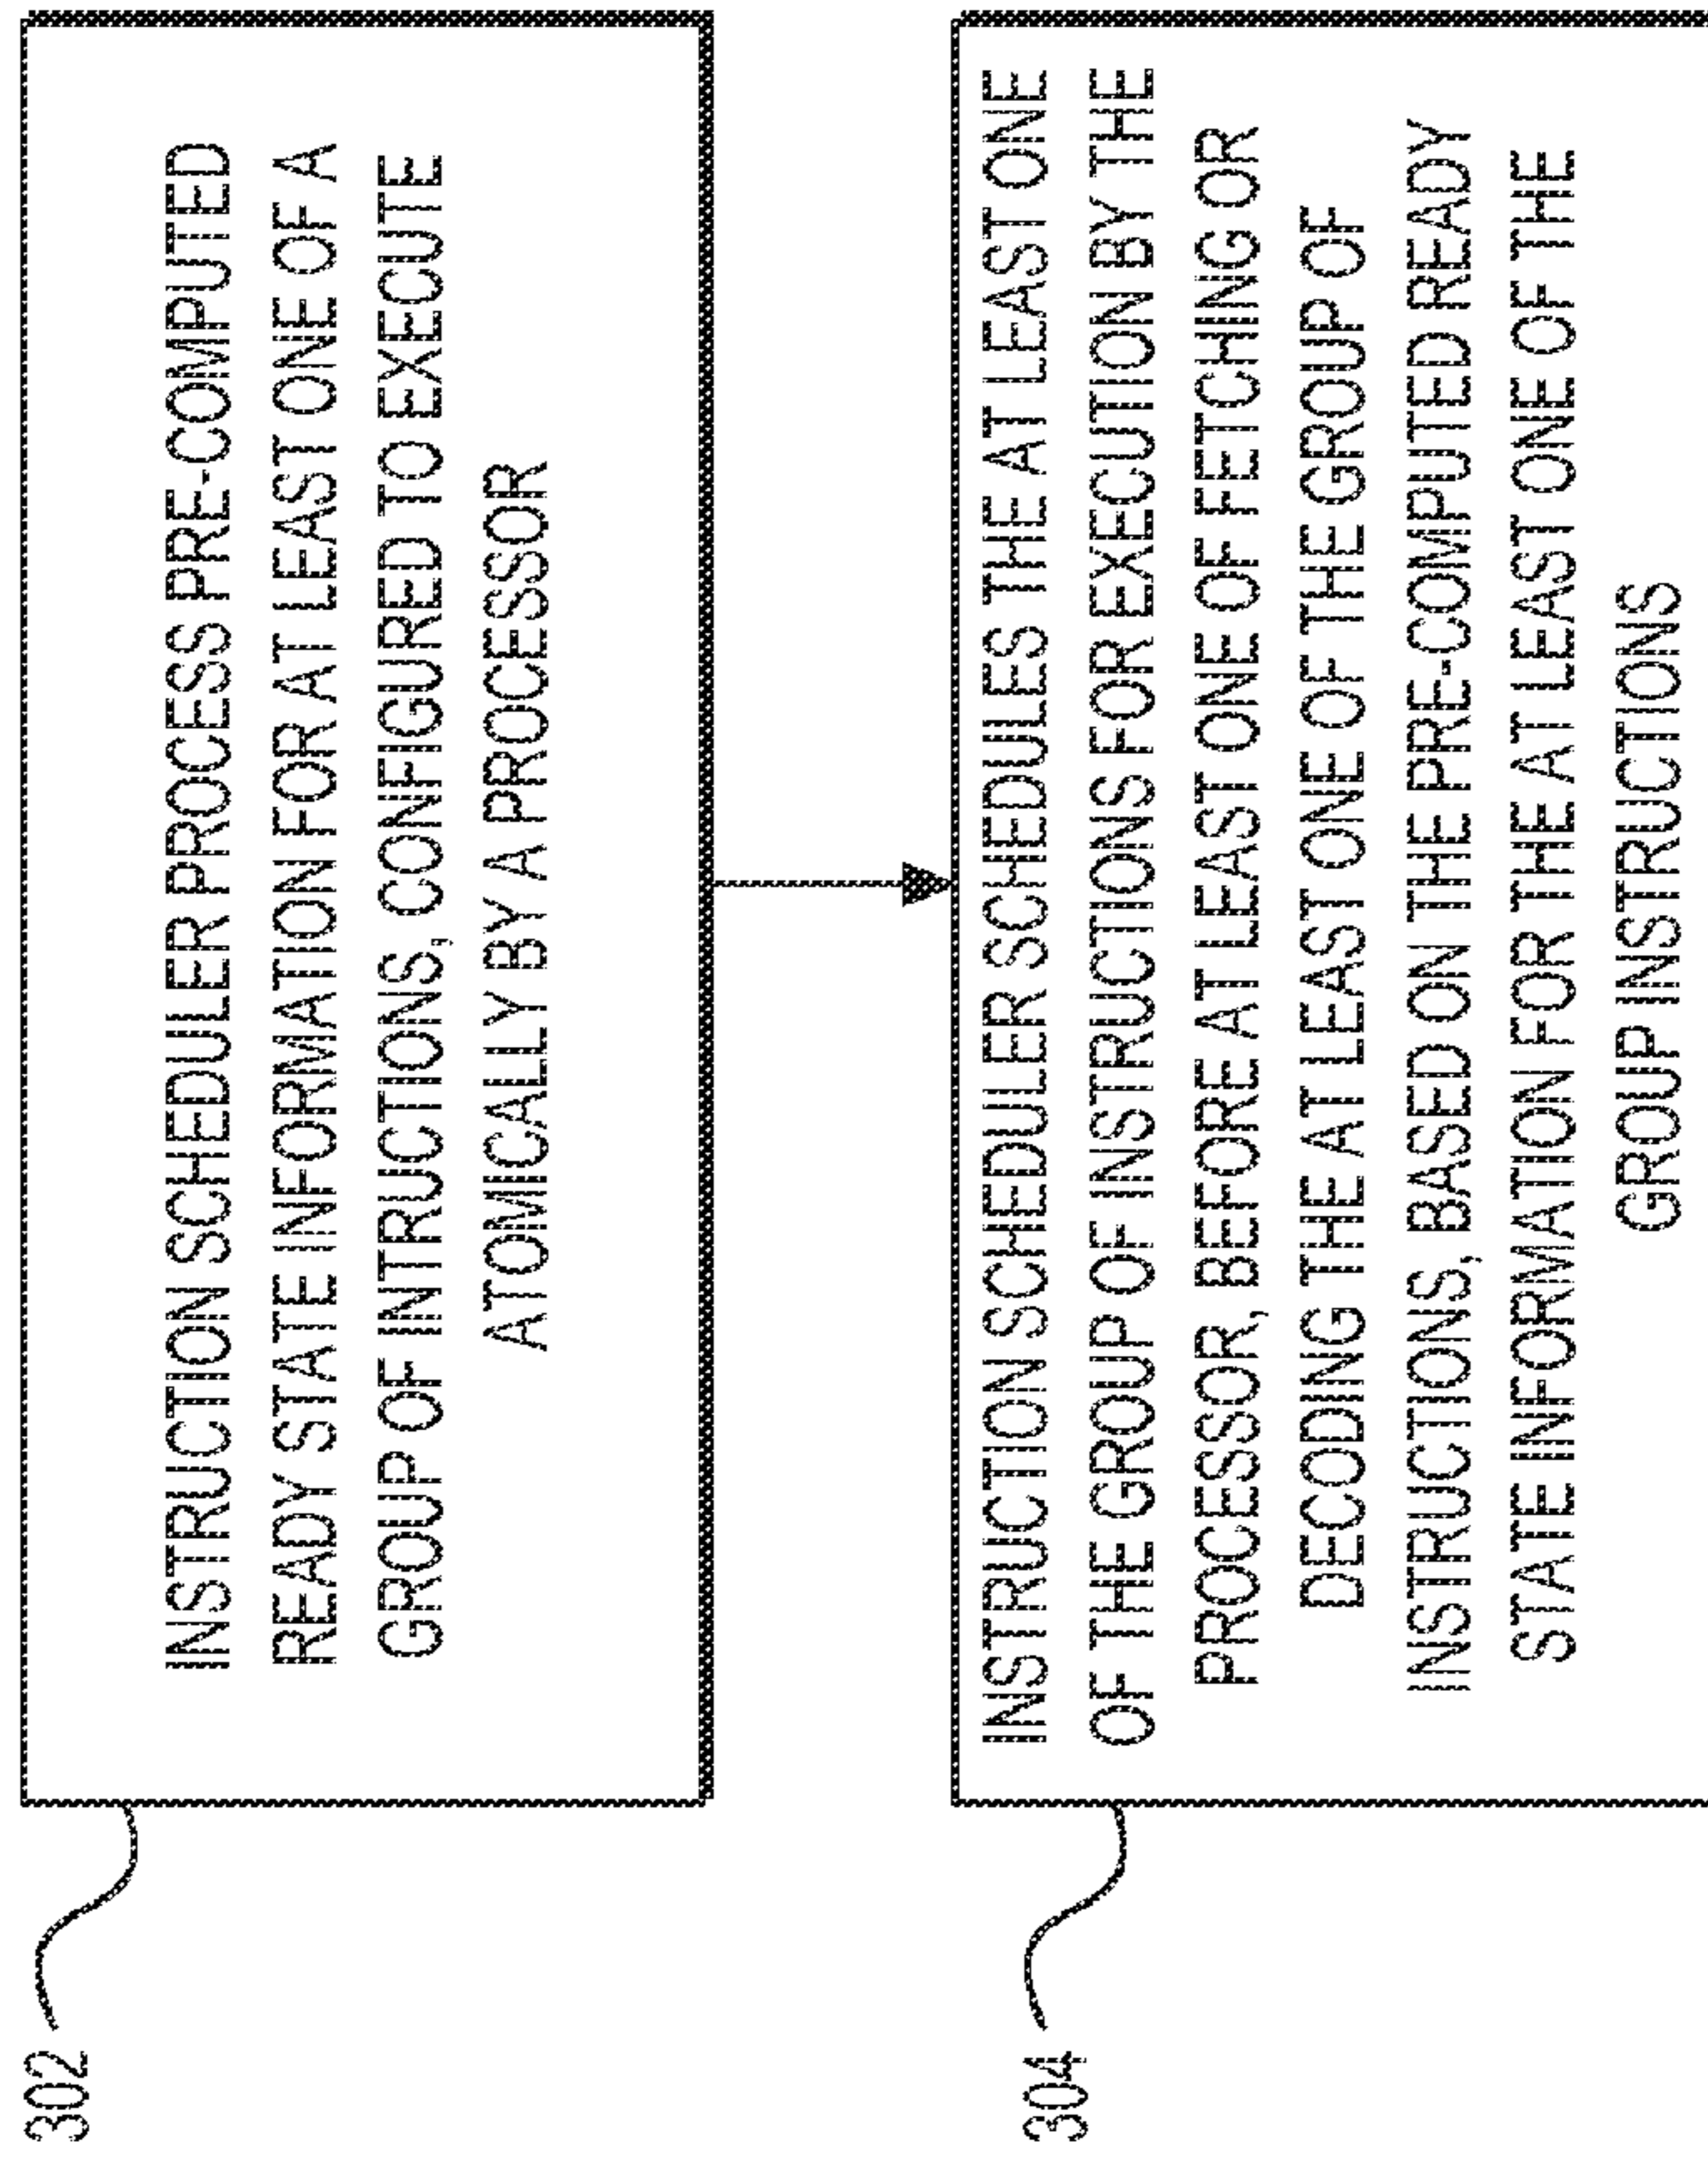 302
INSTRUCTION SCHEDULER PROCESS PRE-COMPUTED
READY STATE INFORMATION FOR AT LEAST ONE OF A
GROUP OF INTRUCTIONS, CONFIGURED TO EXECUTE
ATOMICALLY BY A PROCESSOR
304
INSTRUCTION SCHEDULER SCHEDULES THE AT LEAST ONE
OF THE GROUP OF INSTRUCTIONS FOR EXECUTION BY THE
PROCESSOR, BEFORE AT LEAST ONE OF FETCHING OR
DECODING THE AT LEAST ONE OF THE GROUP OF
INSTRUCTIONS, BASED ON THE PRE-COMPUTED READY
STATE INFORMATION FOR THE AT LEAST ONE OF THE
GROUP INSTRUCTIONS